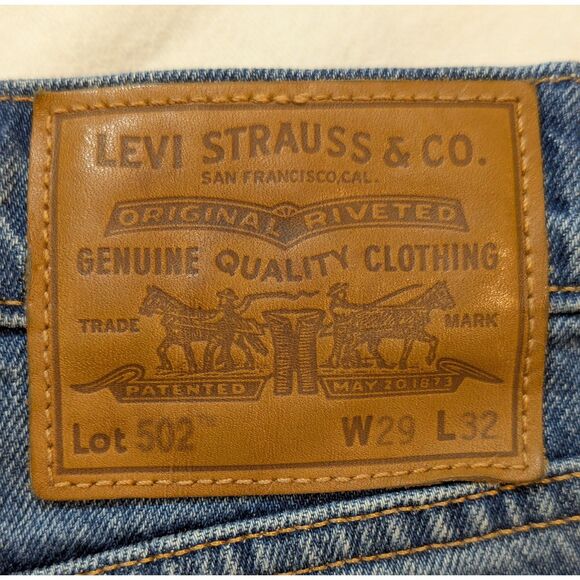 LEVI STRAUSS & CO.
SAN FRANCISCO, CAL.
ORIGINAL RIVETED
GENUINE QUALITY CLOTHING
TRADE MARK
PATENTED MAY 20 1873
Lot 502™ W29 L32